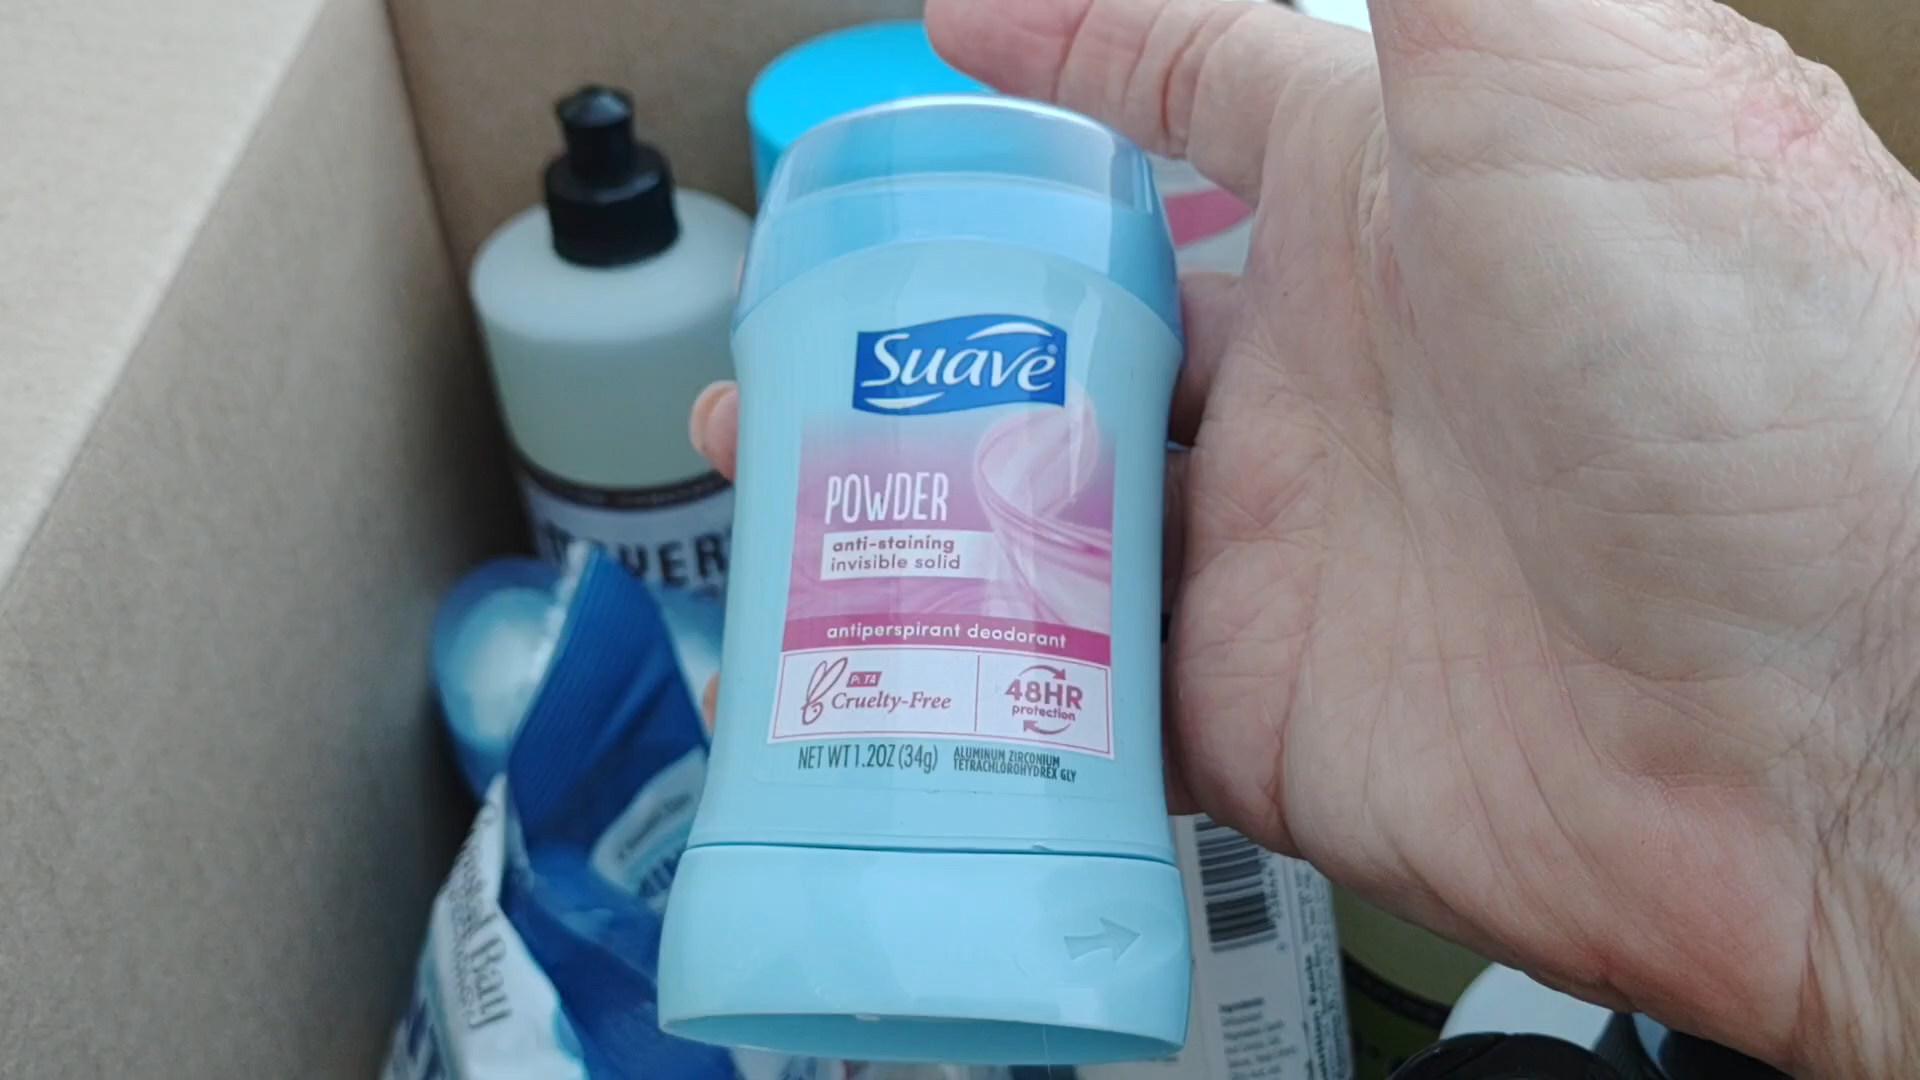 Suave®
POWDER
anti-staining
invisible solid
antiperspirant deodorant
PETA
Cruelty-Free
48HR
protection
NET WT 1.2OZ (34g)
ALUMINUM ZIRCONIUM
TETRACHLOROHYDREX GLY